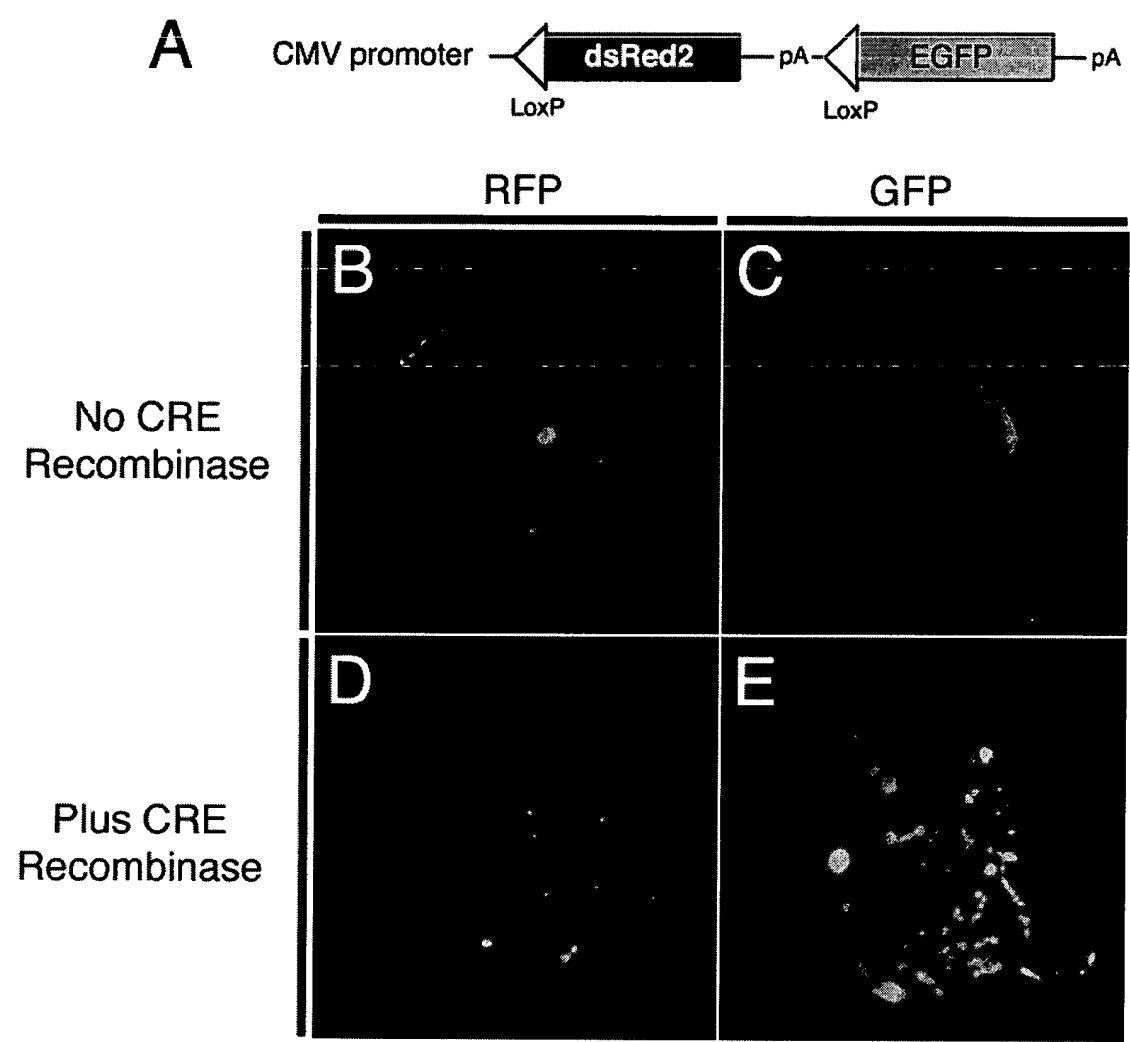 A
CMV promoter
dsRed2
pA
EGFP
pA
LoxP
LoxP
RFP
GFP
B
C
No CRE
Recombinase
D
E
Plus CRE
Recombinase